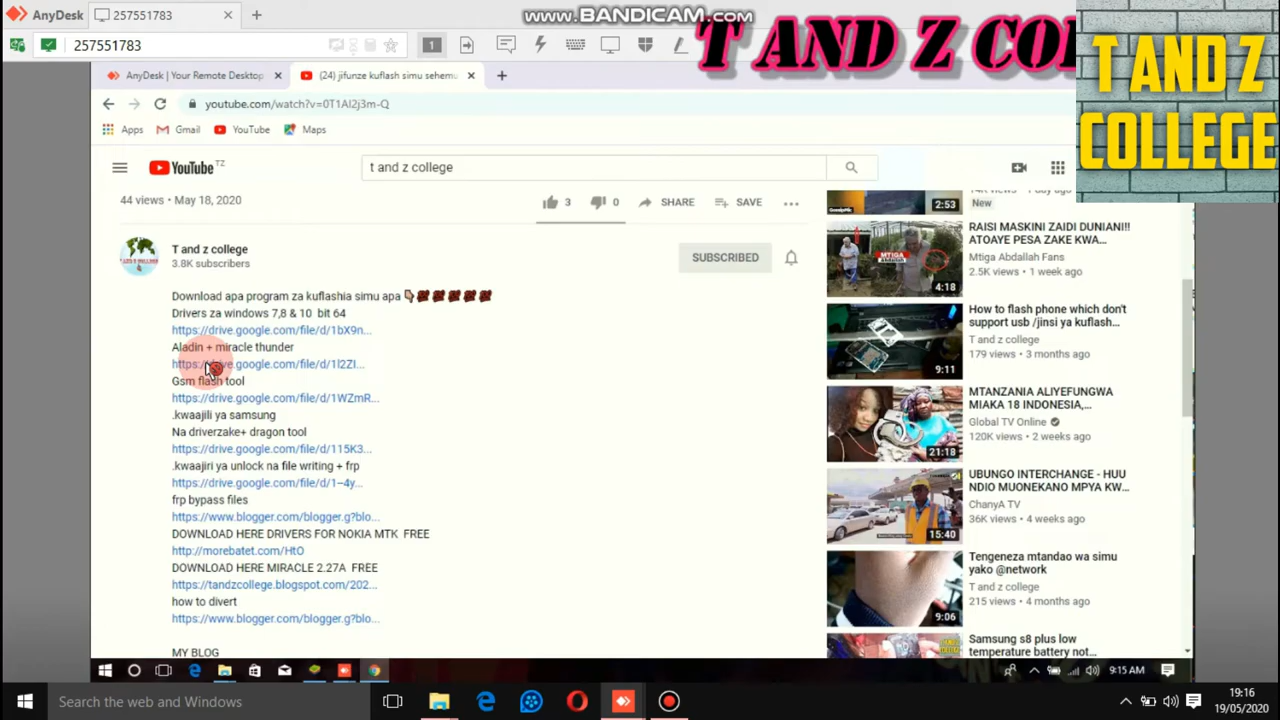 AnyDesk
257551783
www.BANDICAM.com
257551783
1
T AND Z CO
T AND Z
COLLEGE
AnyDesk | Your Remote Desktop
(24) jifunze kuflash simu sehemu
youtube.com/watch?v=0T1Al2j3m-Q
Apps
Gmail
YouTube
Maps
YouTube TZ
t and z college
44 views • May 18, 2020
3
0
SHARE
SAVE
T and z college
3.8K subscribers
SUBSCRIBED
Download apa program za kuflashia simu apa
Drivers za windows 7,8 & 10 bit 64
https://drive.google.com/file/d/1bX9n...
Aladin + miracle thunder
https://drive.google.com/file/d/1l2ZI...
Gsm flash tool
https://drive.google.com/file/d/1WZmR...
.kwaajili ya samsung
Na driverzake+ dragon tool
https://drive.google.com/file/d/115K3...
.kwaajiri ya unlock na file writing + frp
https://drive.google.com/file/d/1–4y...
frp bypass files
https://www.blogger.com/blogger.g?blo...
DOWNLOAD HERE DRIVERS FOR NOKIA MTK FREE
http://morebatet.com/HtO
DOWNLOAD HERE MIRACLE 2.27A FREE
https://tandzcollege.blogspot.com/202...
how to divert
https://www.blogger.com/blogger.g?blo...
MY BLOG
2:53
New
RAISI MASKINI ZAIDI DUNIANI!!
ATOAYE PESA ZAKE KWA...
Mtiga Abdallah Fans
2.5K views • 1 week ago
4:18
How to flash phone which don't
support usb /jinsi ya kuflash...
T and z college
179 views • 3 months ago
9:11
MTANZANIA ALIYEFUNGWA
MIAKA 18 INDONESIA,...
Global TV Online
120K views • 2 weeks ago
21:18
UBUNGO INTERCHANGE - HUU
NDIO MUONEKANO MPYA KW...
ChanyA TV
36K views • 4 weeks ago
15:40
Tengeneza mtandao wa simu
yako @network
T and z college
215 views • 4 months ago
9:06
Samsung s8 plus low
temperature battery not...
9:15 AM
Search the web and Windows
19:16
19/05/2020